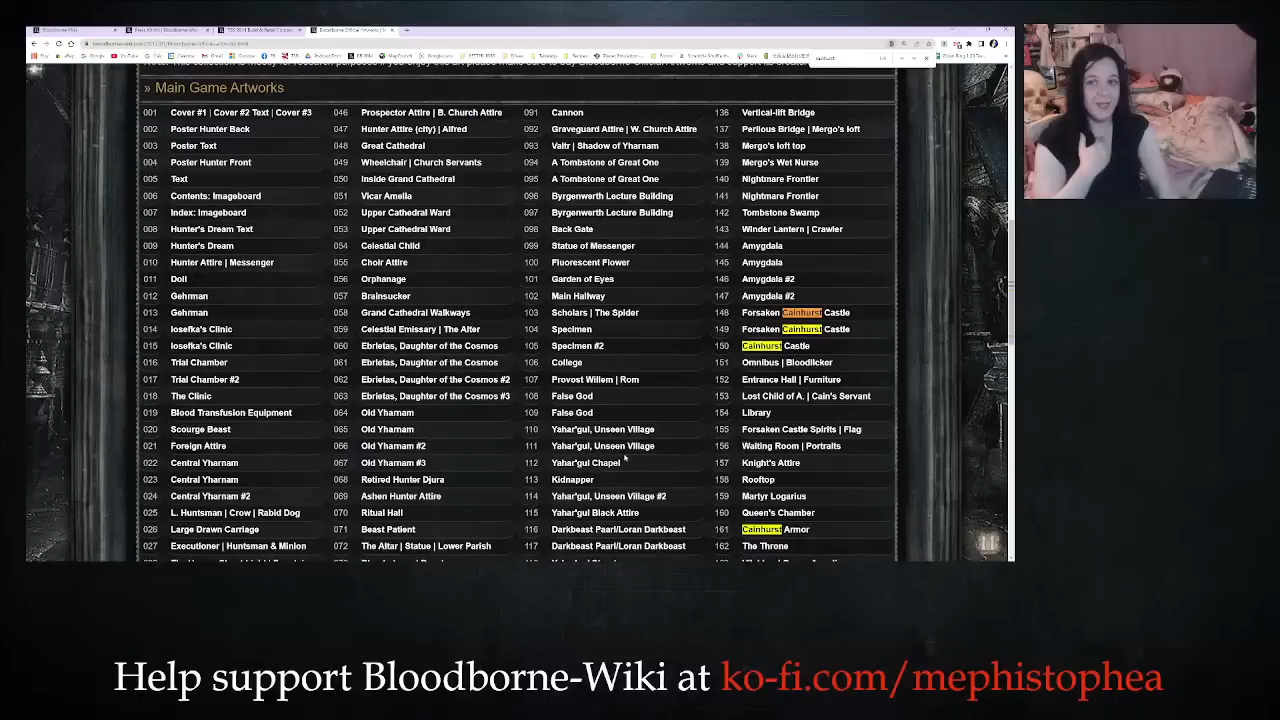 Bloodborne-Wiki
Press Kit Art | Bloodborne Wiki
TGS 2014 Build & Retail Compari
Bloodborne Official Artworks | B
» Main Game Artworks
001 Cover #1 | Cover #2 Text | Cover #3 046 Prospector Attire | B. Church Attire 091 Cannon 136 Vertical-lift Bridge
002 Poster Hunter Back 047 Hunter Attire (city) | Alfred 092 Graveguard Attire | W. Church Attire 137 Perilous Bridge | Mergo's loft
003 Poster Text 048 Great Cathedral 093 Valtr | Shadow of Yharnam 138 Mergo's loft top
004 Poster Hunter Front 049 Wheelchair | Church Servants 094 A Tombstone of Great One 139 Mergo's Wet Nurse
005 Text 050 Inside Grand Cathedral 095 A Tombstone of Great One 140 Nightmare Frontier
006 Contents: Imageboard 051 Vicar Amelia 096 Byrgenwerth Lecture Building 141 Nightmare Frontier
007 Index: Imageboard 052 Upper Cathedral Ward 097 Byrgenwerth Lecture Building 142 Tombstone Swamp
008 Hunter's Dream Text 053 Upper Cathedral Ward 098 Back Gate 143 Winder Lantern | Crawler
009 Hunter's Dream 054 Celestial Child 099 Statue of Messenger 144 Amygdala
010 Hunter Attire | Messenger 055 Choir Attire 100 Fluorescent Flower 145 Amygdala
011 Doll 056 Orphanage 101 Garden of Eyes 146 Amygdala #2
012 Gehrman 057 Brainsucker 102 Main Hallway 147 Amygdala #2
013 Gehrman 058 Grand Cathedral Walkways 103 Scholars | The Spider 148 Forsaken Cainhurst Castle
014 Iosefka's Clinic 059 Celestial Emissary | The Alter 104 Specimen 149 Forsaken Cainhurst Castle
015 Iosefka's Clinic 060 Ebrietas, Daughter of the Cosmos 105 Specimen #2 150 Cainhurst Castle
016 Trial Chamber 061 Ebrietas, Daughter of the Cosmos 106 College 151 Omnibus | Bloodlicker
017 Trial Chamber #2 062 Ebrietas, Daughter of the Cosmos #2 107 Provost Willem | Rom 152 Entrance Hall | Furniture
018 The Clinic 063 Ebrietas, Daughter of the Cosmos #3 108 False God 153 Lost Child of A. | Cain's Servant
019 Blood Transfusion Equipment 064 Old Yharnam 109 False God 154 Library
020 Scourge Beast 065 Old Yharnam 110 Yahar'gul, Unseen Village 155 Forsaken Castle Spirits | Flag
021 Foreign Attire 066 Old Yharnam #2 111 Yahar'gul, Unseen Village 156 Waiting Room | Portraits
022 Central Yharnam 067 Old Yharnam #3 112 Yahar'gul Chapel 157 Knight's Attire
023 Central Yharnam 068 Retired Hunter Djura 113 Kidnapper 158 Rooftop
024 Central Yharnam #2 069 Ashen Hunter Attire 114 Yahar'gul, Unseen Village #2 159 Martyr Logarius
025 L. Huntsman | Crow | Rabid Dog 070 Ritual Hall 115 Yahar'gul Black Attire 160 Queen's Chamber
026 Large Drawn Carriage 071 Beast Patient 116 Darkbeast Paarl/Loran Darkbeast 161 Cainhurst Armor
027 Executioner | Huntsman & Minion 072 The Altar | Statue | Lower Parish 117 Darkbeast Paarl/Loran Darkbeast 162 The Throne
Help support Bloodborne-Wiki at ko-fi.com/mephistophea